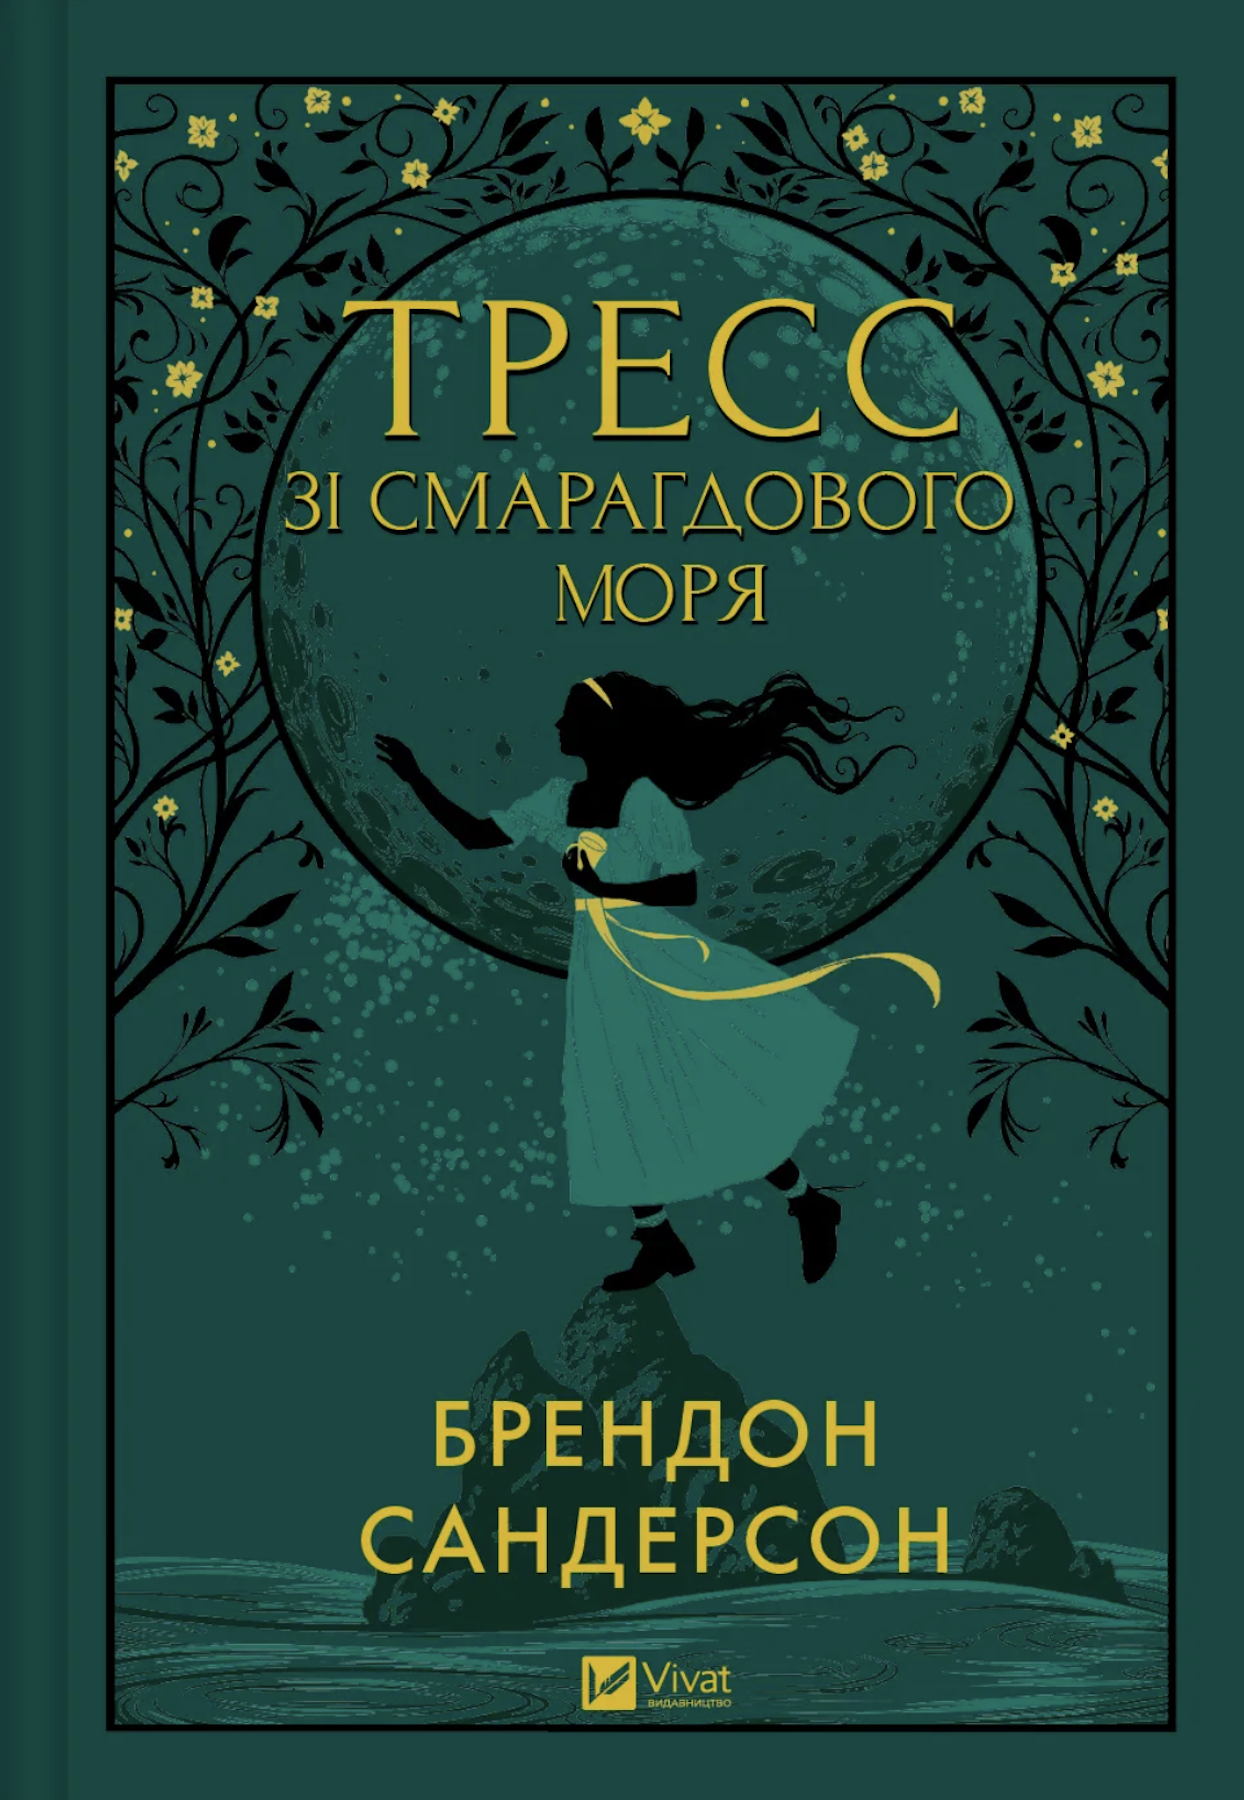 ТРЕСС
ЗІ СМАРАГДОВОГО
МОРЯ
БРЕНДОН
САНДЕРСОН
Vivat
ВИДАВНИЦТВО